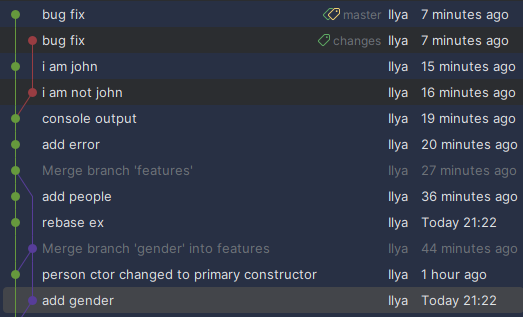 bug fix master Ilya 7 minutes ago
bug fix changes Ilya 7 minutes ago
i am john Ilya 15 minutes ago
i am not john Ilya 16 minutes ago
console output Ilya 19 minutes ago
add error Ilya 20 minutes ago
Merge branch 'features' Ilya 27 minutes ago
add people Ilya 36 minutes ago
rebase ex Ilya Today 21:22
Merge branch 'gender' into features Ilya 44 minutes ago
person ctor changed to primary constructor Ilya 1 hour ago
add gender Ilya Today 21:22